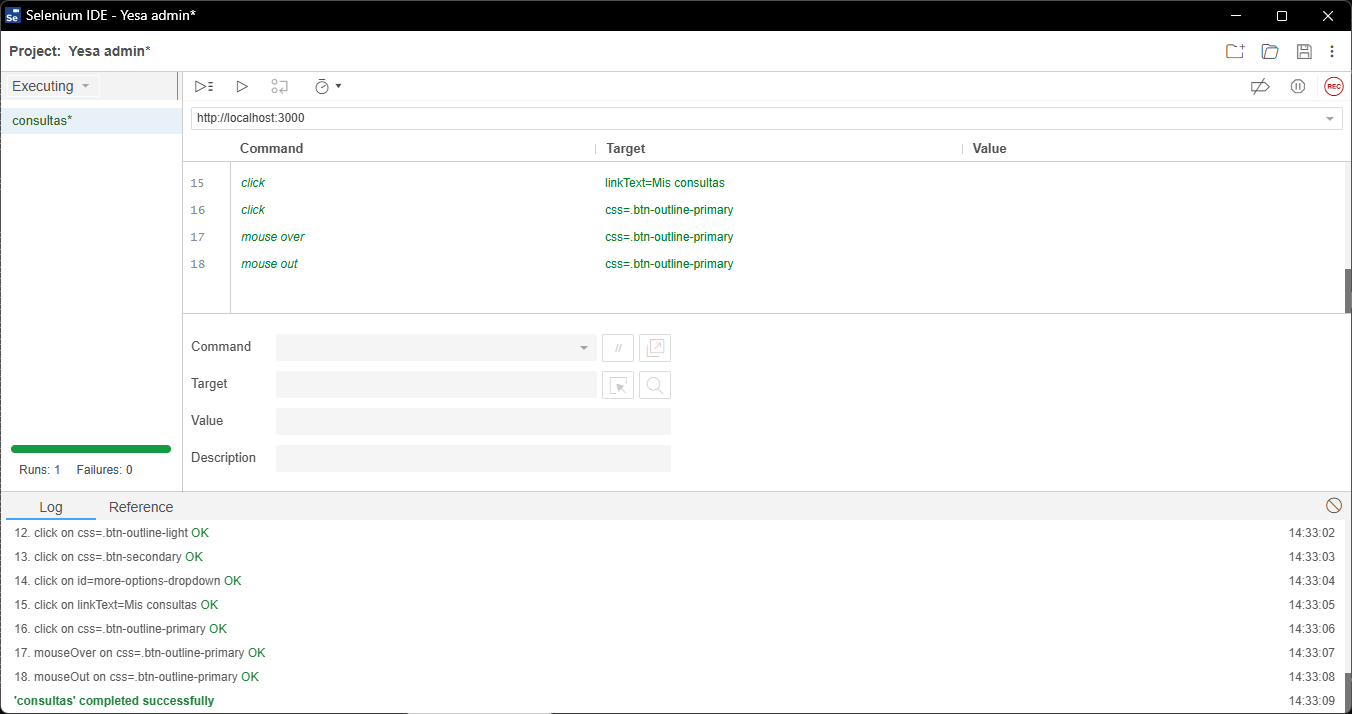 Selenium IDE - Yesa admin*
Project: Yesa admin*
Executing
consultas*
REC
http://localhost:3000
Command Target Value
15 click linkText=Mis consultas
16 click css=.btn-outline-primary
17 mouse over css=.btn-outline-primary
18 mouse out css=.btn-outline-primary
Command //
Target
Value
Description
Runs: 1 Failures: 0
Log Reference
12. click on css=.btn-outline-light OK 14:33:02
13. click on css=.btn-secondary OK 14:33:03
14. click on id=more-options-dropdown OK 14:33:04
15. click on linkText=Mis consultas OK 14:33:05
16. click on css=.btn-outline-primary OK 14:33:06
17. mouseOver on css=.btn-outline-primary OK 14:33:07
18. mouseOut on css=.btn-outline-primary OK 14:33:08
'consultas' completed successfully 14:33:09